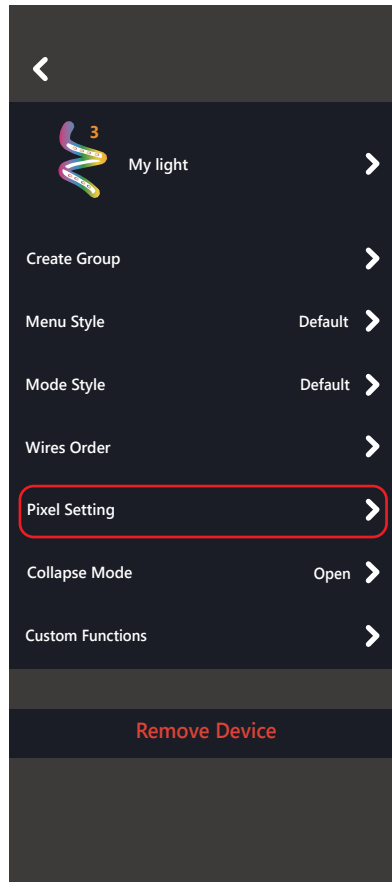 3
My light
Create Group
Menu Style Default
Mode Style Default
Wires Order
Pixel Setting
Collapse Mode Open
Custom Functions
Remove Device